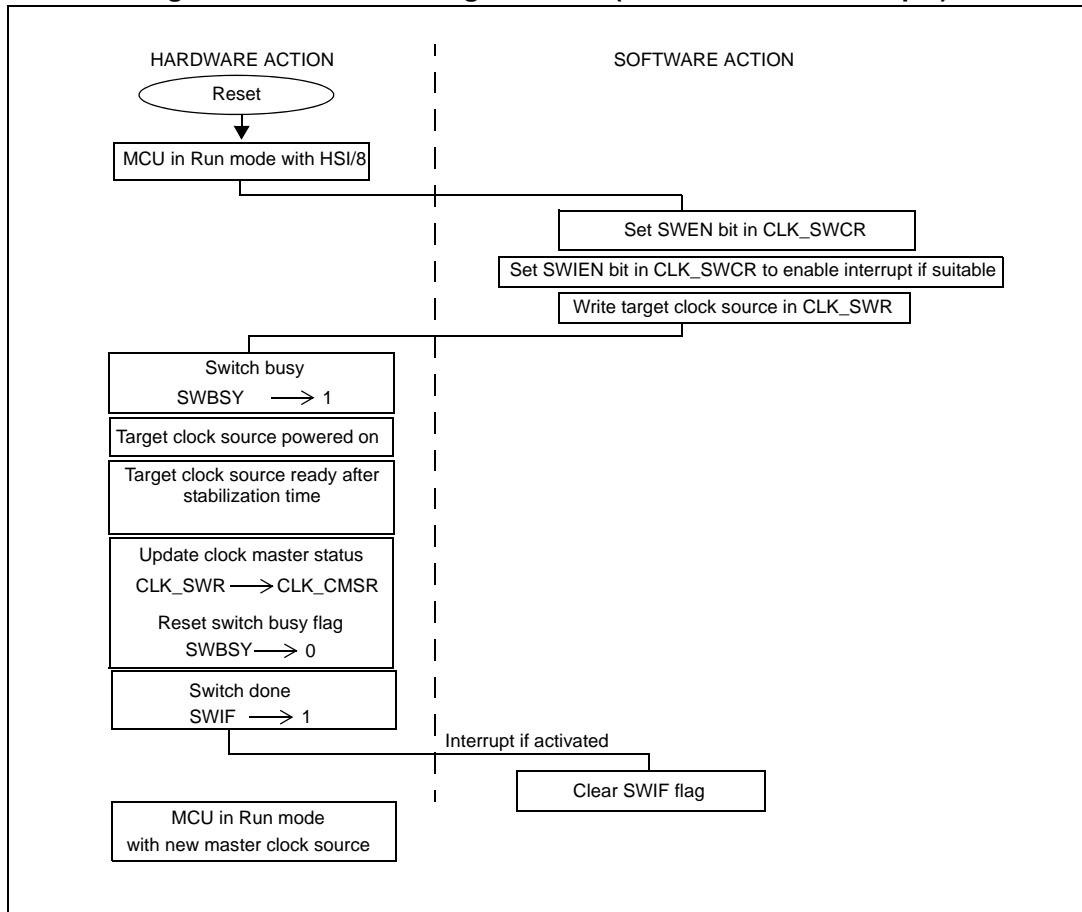 HARDWARE ACTION
SOFTWARE ACTION
Reset
MCU in Run mode with HSI/8
Set SWEN bit in CLK_SWCR
Set SWIEN bit in CLK_SWCR to enable interrupt if suitable
Write target clock source in CLK_SWR
Switch busy
SWBSY → 1
Target clock source powered on
Target clock source ready after
stabilization time
Update clock master status
CLK_SWR → CLK_CMSR
Reset switch busy flag
SWBSY → 0
Switch done
SWIF → 1
Interrupt if activated
Clear SWIF flag
MCU in Run mode
with new master clock source